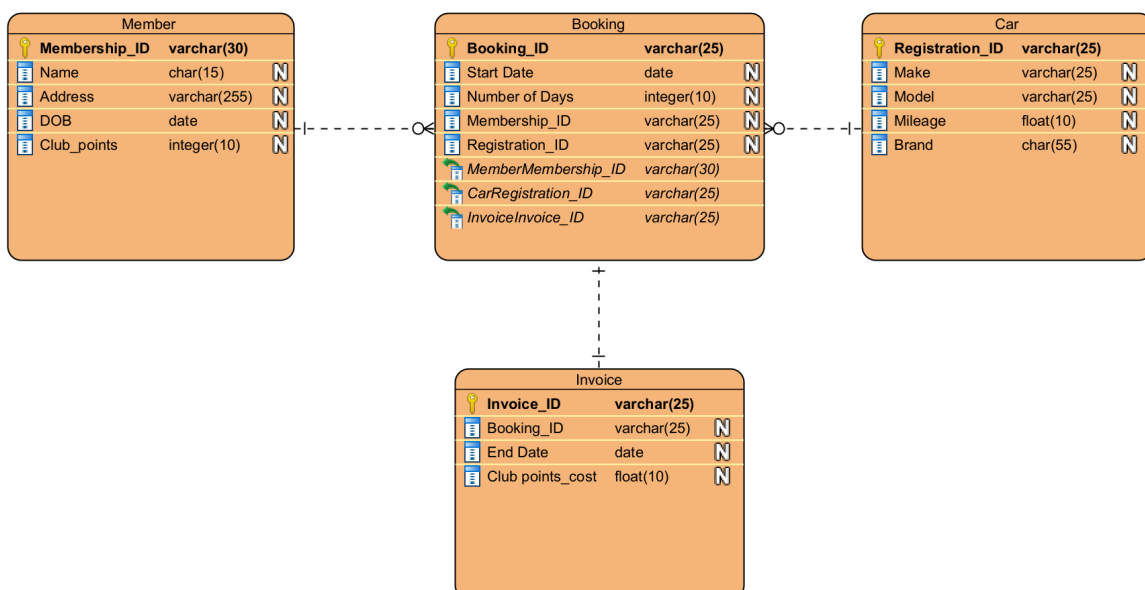 Member
Membership_ID varchar(30)
Name char(15) N
Address varchar(255) N
DOB date N
Club_points integer(10) N
Booking
Booking_ID varchar(25)
Start Date date N
Number of Days integer(10) N
Membership_ID varchar(25) N
Registration_ID varchar(25) N
MemberMembership_ID varchar(30)
CarRegistration_ID varchar(25)
InvoiceInvoice_ID varchar(25)
Car
Registration_ID varchar(25)
Make varchar(25) N
Model varchar(25) N
Mileage float(10) N
Brand char(55) N
Invoice
Invoice_ID varchar(25)
Booking_ID varchar(25) N
End Date date N
Club points_cost float(10) N